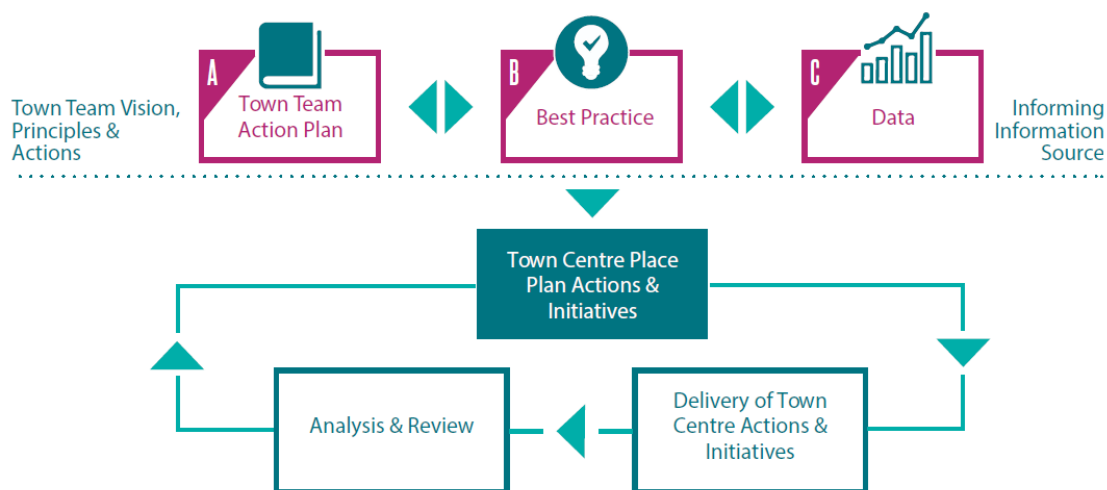 Town Team Vision,
Principles &
Actions
A
Town Team
Action Plan
B
Best Practice
C
Data
Informing
Information
Source
Town Centre Place
Plan Actions &
Initiatives
Analysis & Review
Delivery of Town
Centre Actions &
Initiatives